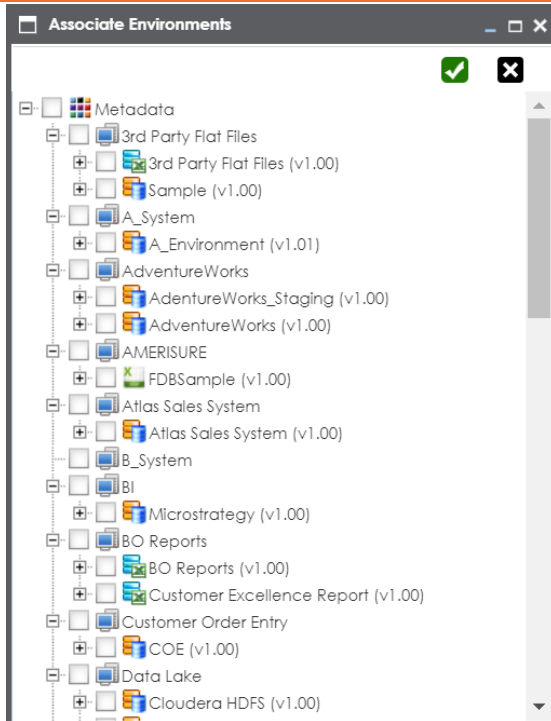 Associate Environments
Metadata
3rd Party Flat Files
3rd Party Flat FIles (v1.00)
Sample (v1.00)
A_System
A_Environment (v1.01)
AdventureWorks
AdentureWorks_Staging (v1.00)
AdventureWorks (v1.00)
AMERISURE
FDBSample (v1.00)
Atlas Sales System
Atlas Sales System (v1.00)
B_System
BI
Microstrategy (v1.00)
BO Reports
BO Reports (v1.00)
Customer Excellence Report (v1.00)
Customer Order Entry
COE (v1.00)
Data Lake
Cloudera HDFS (v1.00)